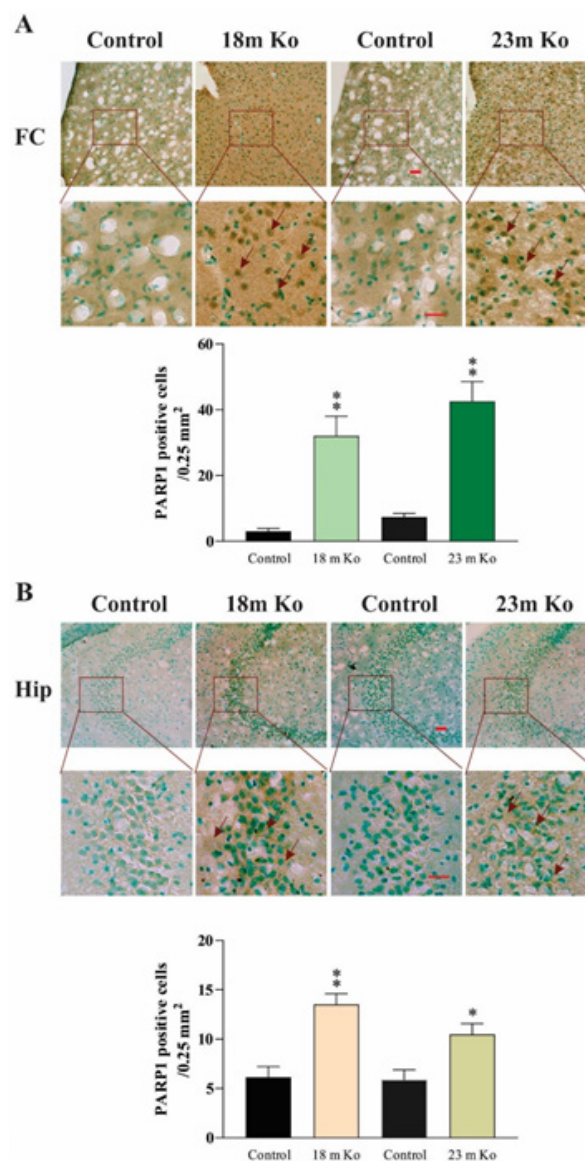 A
Control 18m Ko Control 23m Ko
FC
60
40
20
0
PARP1 positive cells
/0.25 mm²
**
**
Control 18 m Ko Control 23 m Ko
B
Control 18m Ko Control 23m Ko
Hip
20
15
10
5
0
PARP1 positive cells
/0.25 mm²
**
*
Control 18 m Ko Control 23 m Ko